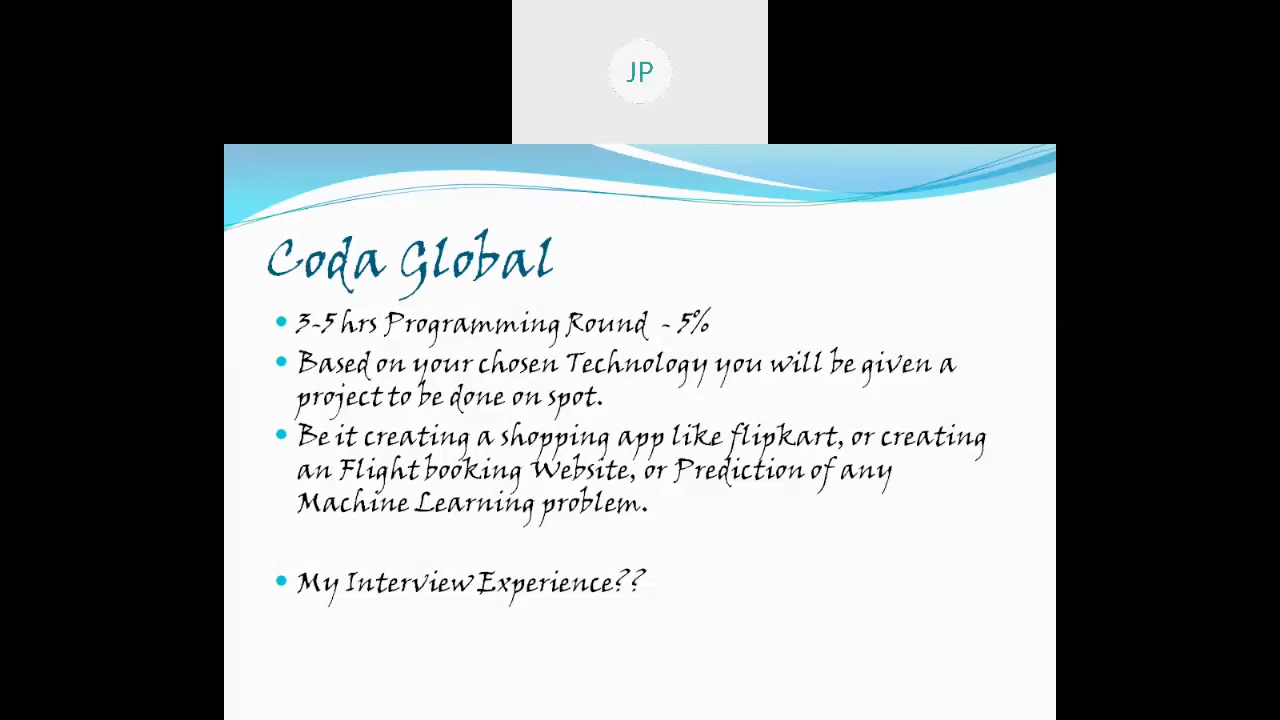 JP
Coda Global
3-5 hrs Programming Round - 5%
Based on your chosen Technology you will be given a
project to be done on spot.
Be it creating a shopping app like flipkart, or creating
an Flight booking Website, or Prediction of any
Machine Learning problem.
My Interview Experience??